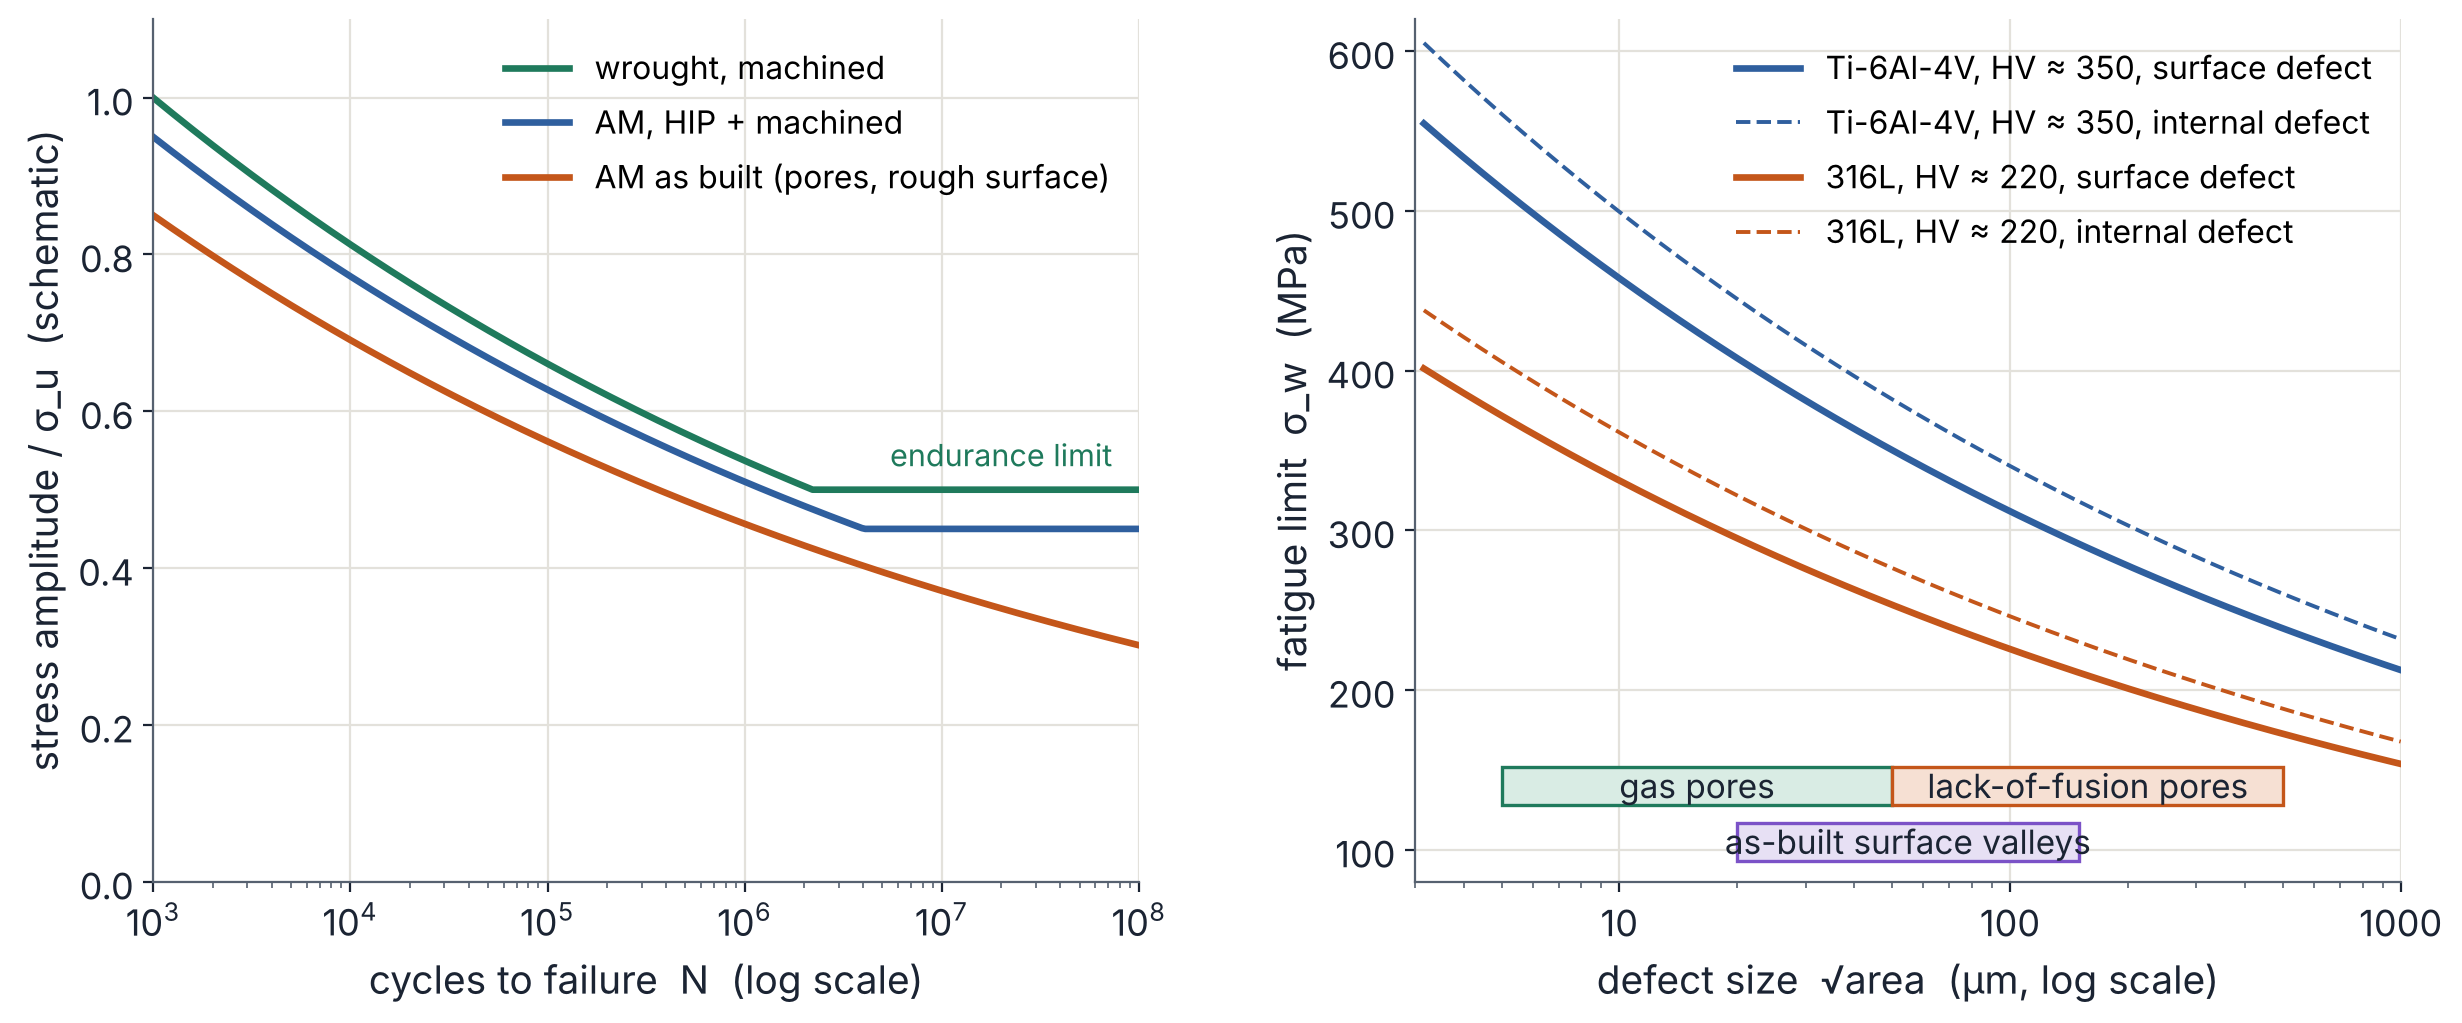 wrought, machined
AM, HIP + machined
AM as built (pores, rough surface)
endurance limit
stress amplitude / σ_u (schematic)
1.0
0.8
0.6
0.4
0.2
0.0
10³
10⁴
10⁵
10⁶
10⁷
10⁸
cycles to failure N (log scale)
Ti-6Al-4V, HV ≈ 350, surface defect
Ti-6Al-4V, HV ≈ 350, internal defect
316L, HV ≈ 220, surface defect
316L, HV ≈ 220, internal defect
fatigue limit σ_w (MPa)
600
500
400
300
200
100
gas pores
lack-of-fusion pores
as-built surface valleys
10
100
1000
defect size √area (μm, log scale)